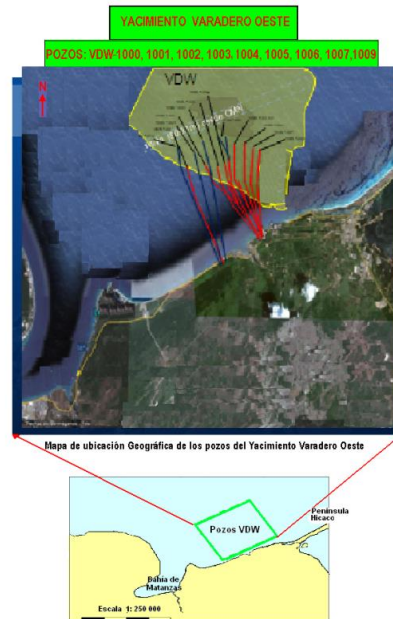 YACIMIENTO VARADERO OESTE
POZOS: VDW-1000, 1001, 1002, 1003, 1004, 1005, 1006, 1007,1009
N
VDW
Mapa de ubicación Geográfica de los pozos del Yacimiento Varadero Oeste
Pozos VDW
Península
Hicaco
Bahía de
Matanzas
Escala 1: 250 000